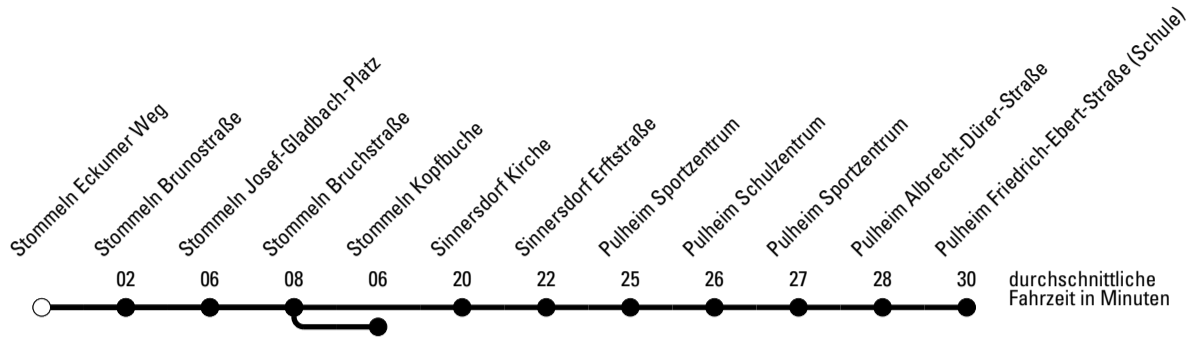 Stommeln Eckumer Weg
Stommeln Brunostraße
Stommeln Josef-Gladbach-Platz
Stommeln Bruchstraße
Stommeln Kopfbuche
Sinnersdorf Kirche
Sinnersdorf Erftstraße
Pulheim Sportzentrum
Pulheim Schulzentrum
Pulheim Sportzentrum
Pulheim Albrecht-Dürer-Straße
Pulheim Friedrich-Ebert-Straße (Schule)
02 06 08 06 20 22 25 26 27 28 30
durchschnittliche
Fahrzeit in Minuten